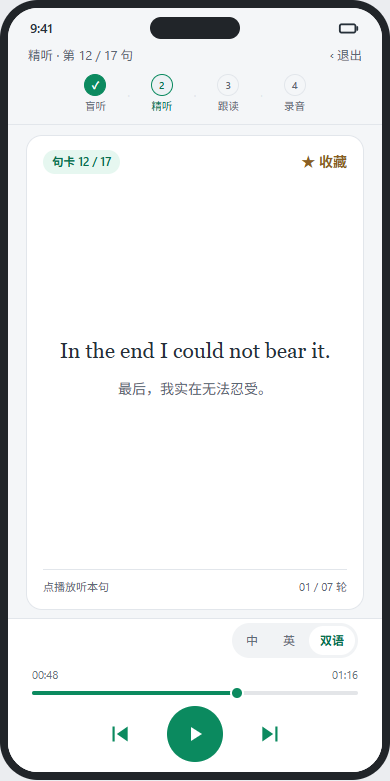 9:41
精听 · 第 12 / 17 句
‹ 退出
✓ 2 3 4
盲听 精听 跟读 录音
句卡 12 / 17
★ 收藏
In the end I could not bear it.
最后，我实在无法忍受。
点播放听本句
01 / 07 轮
中 英 双语
00:48
01:16